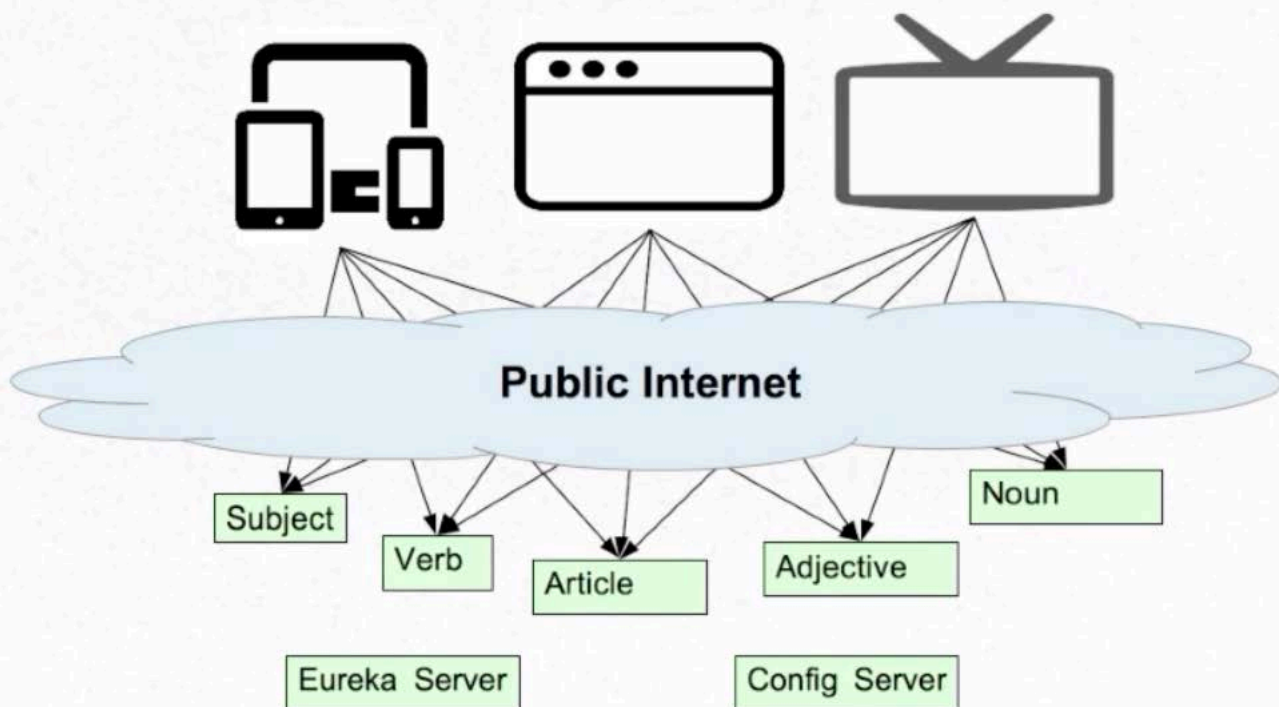 Public Internet
Subject
Verb
Article
Adjective
Noun
Eureka Server
Config Server